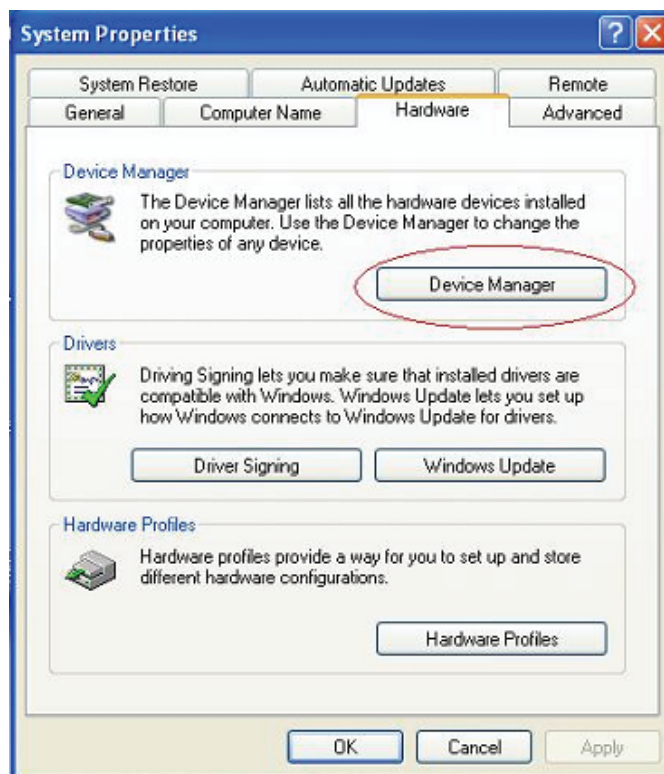 System Properties
System Restore Automatic Updates Remote
General Computer Name Hardware Advanced
Device Manager
The Device Manager lists all the hardware devices installed
on your computer. Use the Device Manager to change the
properties of any device.
Device Manager
Drivers
Driving Signing lets you make sure that installed drivers are
compatible with Windows. Windows Update lets you set up
how Windows connects to Windows Update for drivers.
Driver Signing Windows Update
Hardware Profiles
Hardware profiles provide a way for you to set up and store
different hardware configurations.
Hardware Profiles
OK Cancel Apply